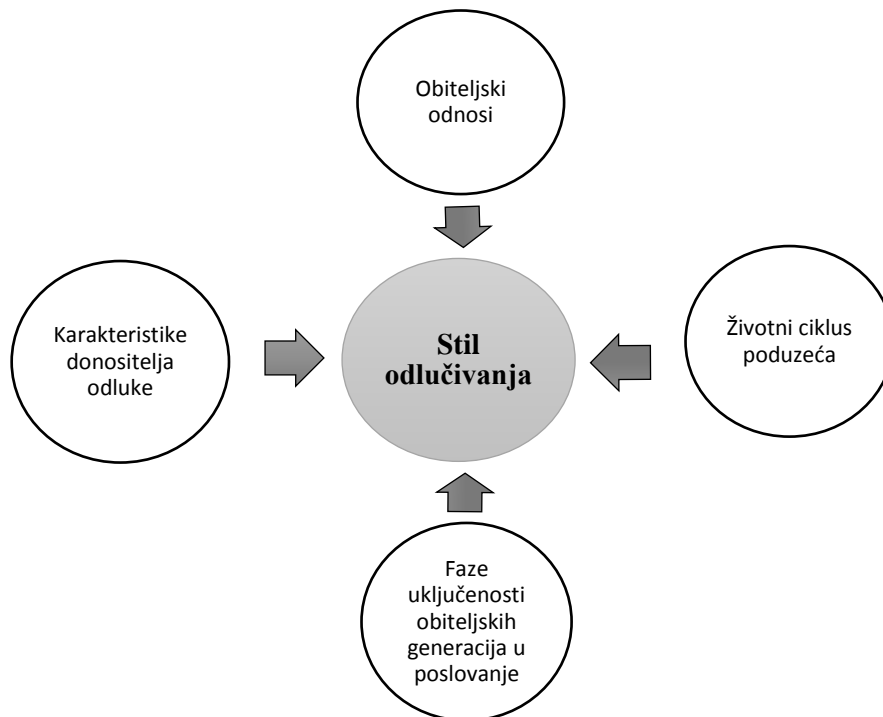 Obiteljski
odnosi
Karakteristike
donositelja
odluke
Stil
odlučivanja
Životni ciklus
poduzeća
Faze
uključenosti
obiteljskih
generacija u
poslovanje